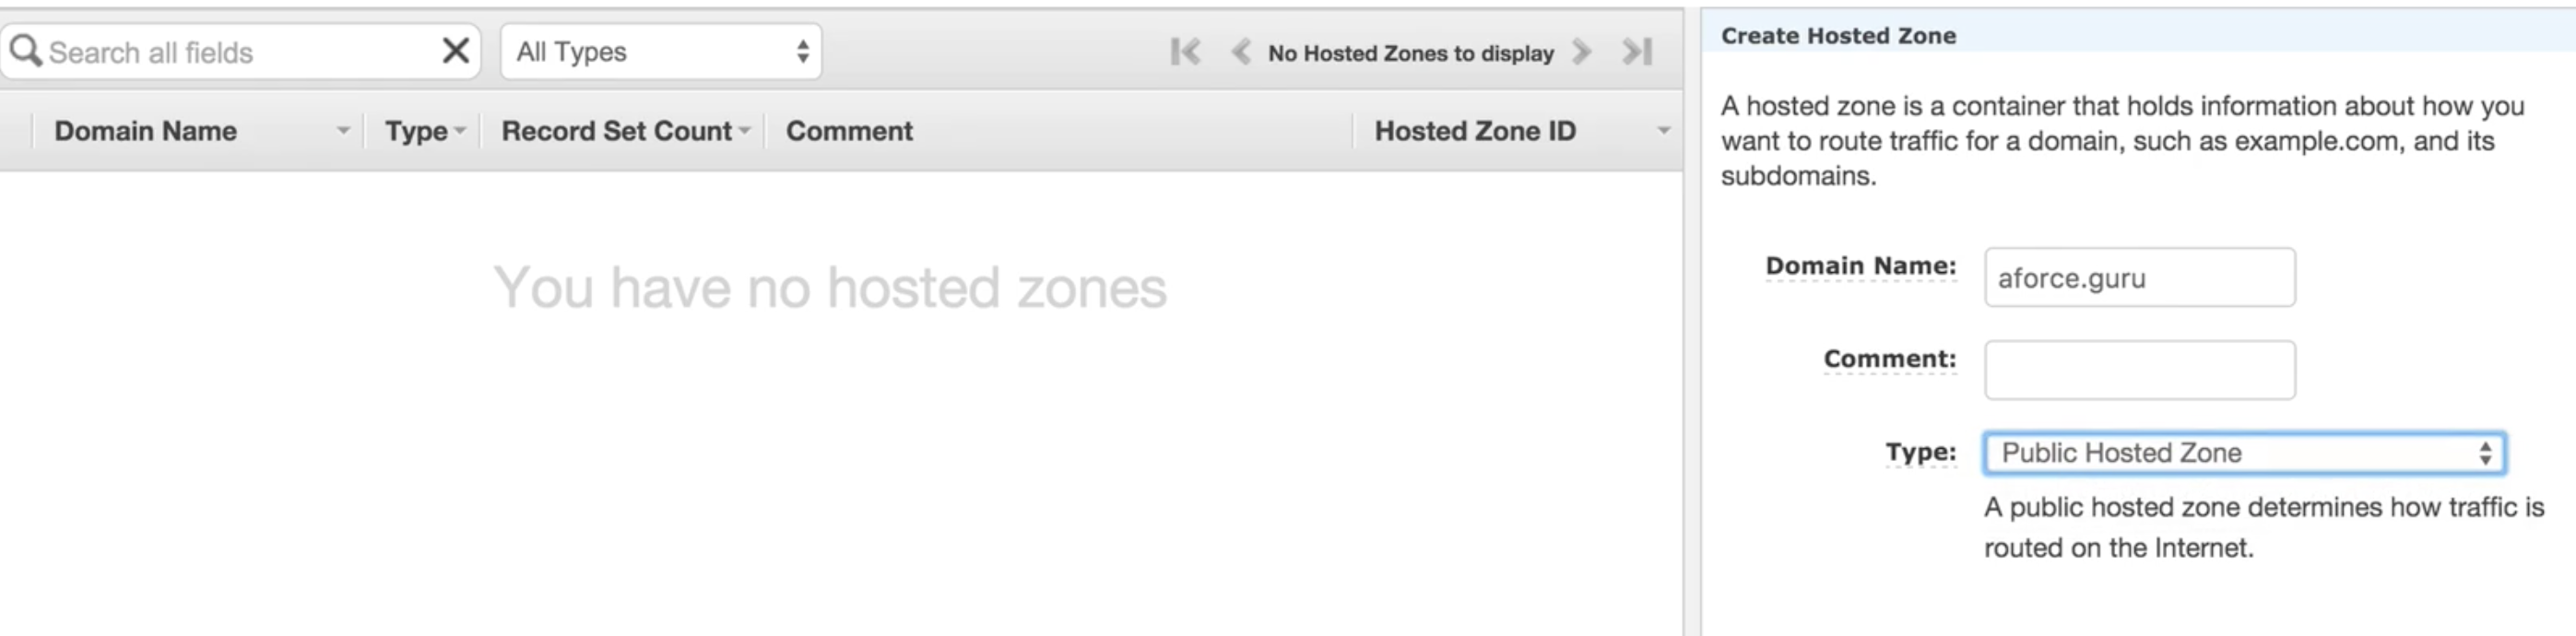 Search all fields
All Types
No Hosted Zones to display
Domain Name
Type
Record Set Count
Comment
Hosted Zone ID
You have no hosted zones
Create Hosted Zone
A hosted zone is a container that holds information about how you
want to route traffic for a domain, such as example.com, and its
subdomains.
Domain Name: aforce.guru
Comment:
Type: Public Hosted Zone
A public hosted zone determines how traffic is
routed on the Internet.